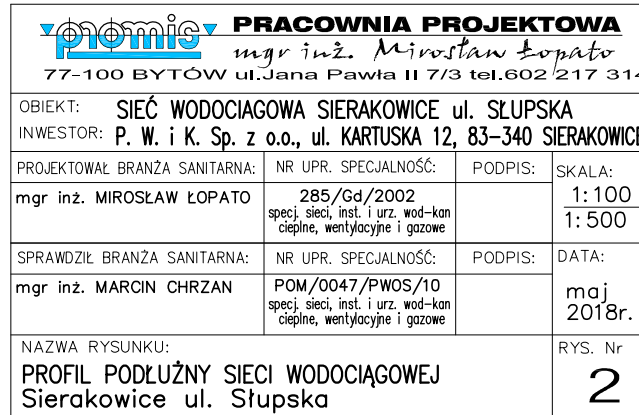 promis PRACOWNIA PROJEKTOWA
mgr inż. Mirosław Łopato
77-100 BYTÓW ul.Jana Pawła II 7/3 tel.602 217 314
OBIEKT: SIEĆ WODOCIAGOWA SIERAKOWICE ul. SŁUPSKA
INWESTOR: P. W. i K. Sp. z o.o., ul. KARTUSKA 12, 83-340 SIERAKOWICE
PROJEKTOWAŁ BRANŻA SANITARNA: NR UPR. SPECJALNOŚĆ: PODPIS: SKALA:
mgr inż. MIROSŁAW ŁOPATO 285/Gd/2002 1:100
specj. sieci, inst. i urz. wod-kan 1:500
cieplne, wentylacyjne i gazowe
SPRAWDZIŁ BRANŻA SANITARNA: NR UPR. SPECJALNOŚĆ: PODPIS: DATA:
mgr inż. MARCIN CHRZAN POM/0047/PWOS/10 maj
specj. sieci, inst. i urz. wod-kan 2018r.
cieplne, wentylacyjne i gazowe
NAZWA RYSUNKU: RYS. Nr
PROFIL PODŁUŻNY SIECI WODOCIĄGOWEJ 2
Sierakowice ul. Słupska